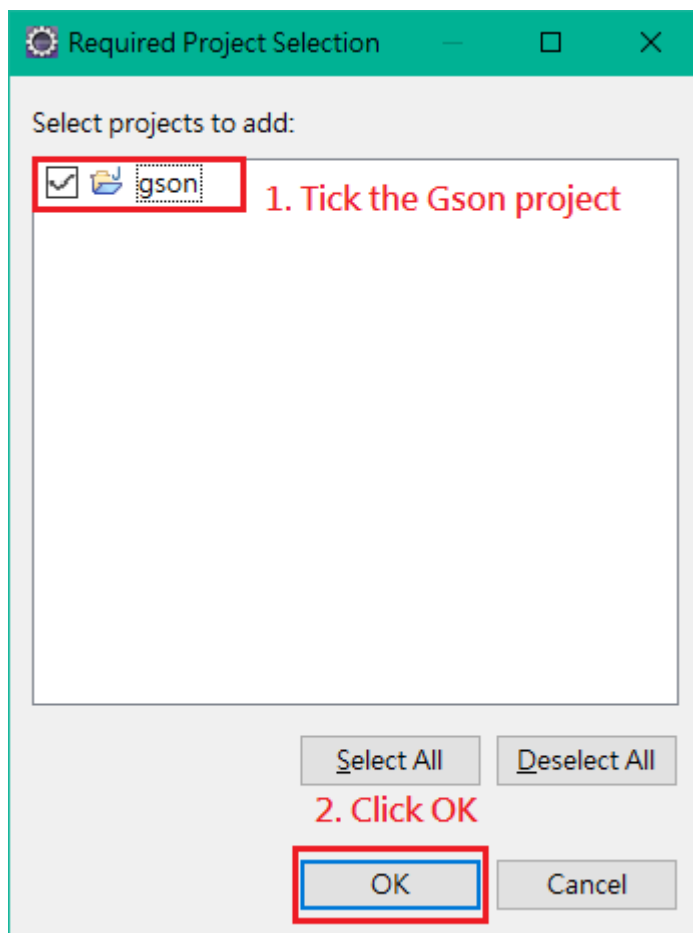 Required Project Selection
Select projects to add:
gson
1. Tick the Gson project
Select All
Deselect All
2. Click OK
OK
Cancel